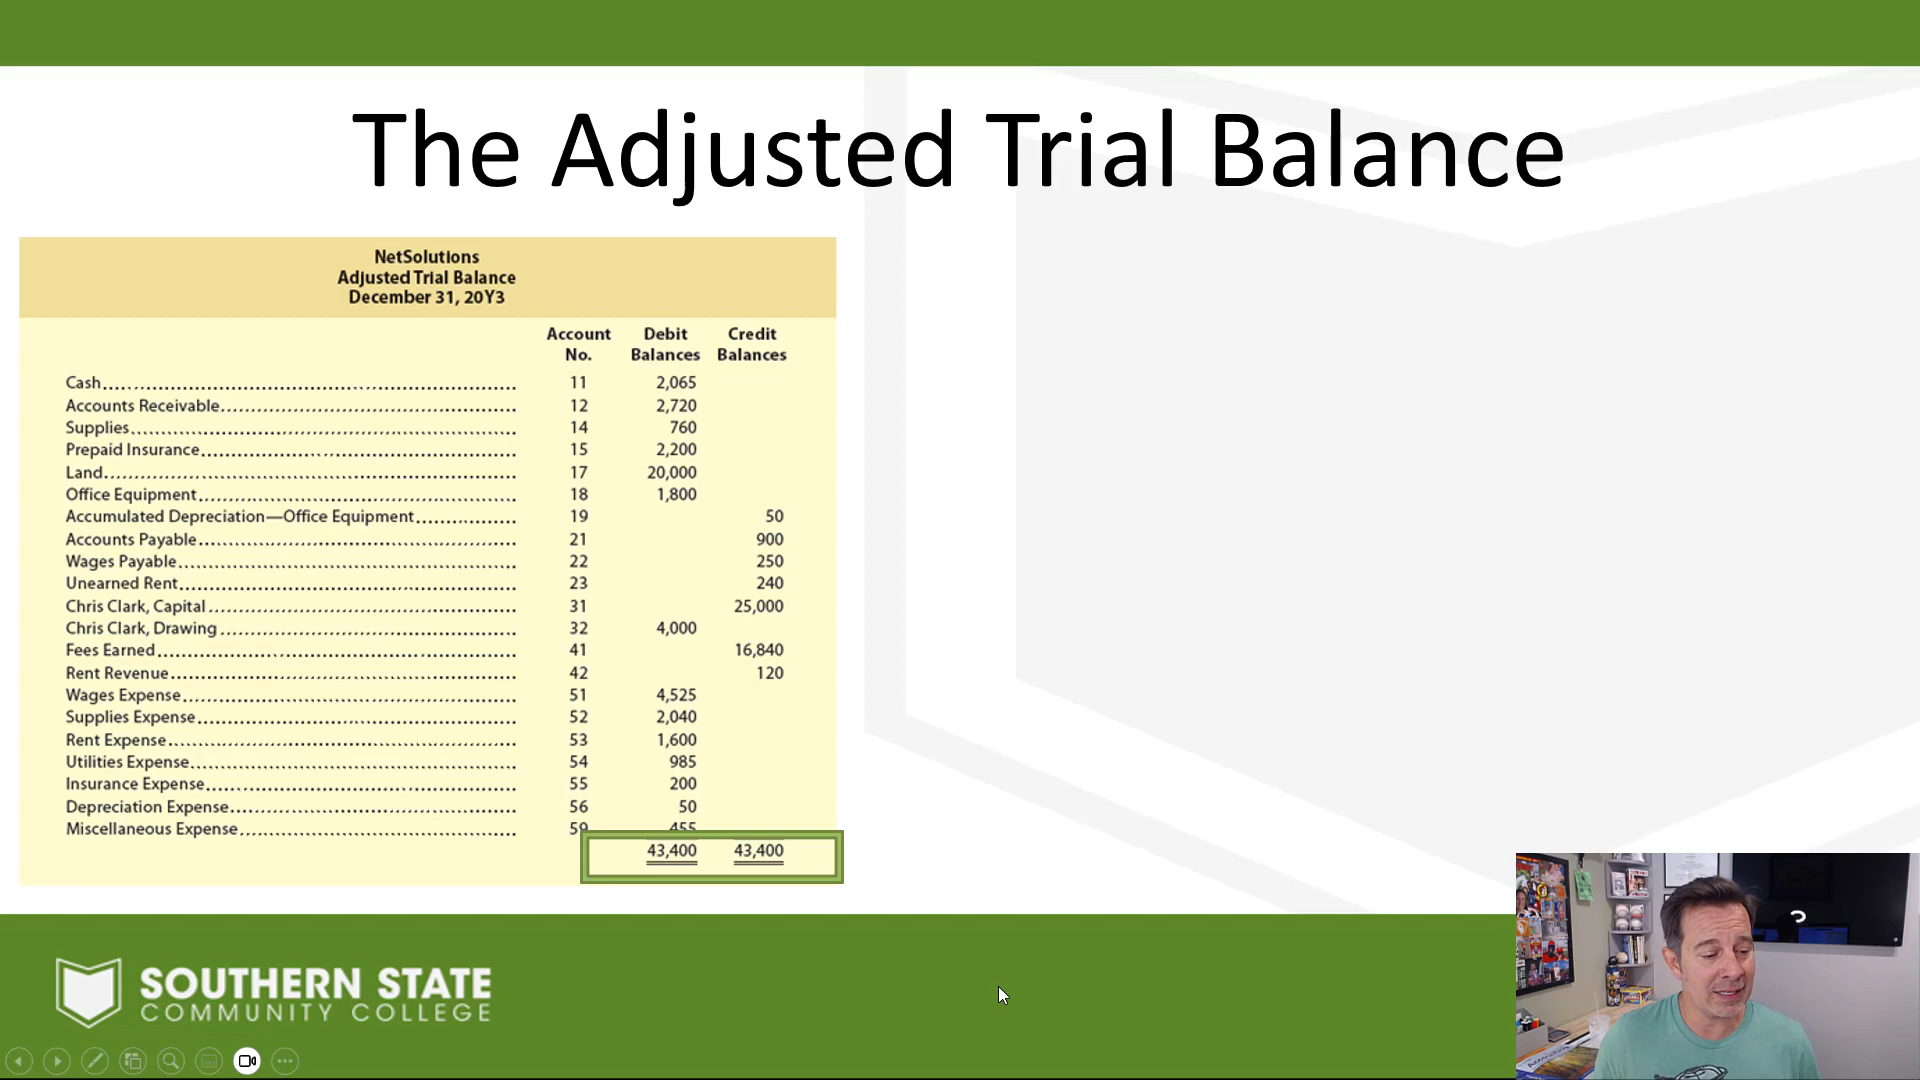 The Adjusted Trial Balance
NetSolutions
Adjusted Trial Balance
December 31, 20Y3
Account No. Debit Balances Credit Balances
Cash 11 2,065
Accounts Receivable 12 2,720
Supplies 14 760
Prepaid Insurance 15 2,200
Land 17 20,000
Office Equipment 18 1,800
Accumulated Depreciation—Office Equipment 19 50
Accounts Payable 21 900
Wages Payable 22 250
Unearned Rent 23 240
Chris Clark, Capital 31 25,000
Chris Clark, Drawing 32 4,000
Fees Earned 41 16,840
Rent Revenue 42 120
Wages Expense 51 4,525
Supplies Expense 52 2,040
Rent Expense 53 1,600
Utilities Expense 54 985
Insurance Expense 55 200
Depreciation Expense 56 50
Miscellaneous Expense 59 455
43,400 43,400
SOUTHERN STATE
COMMUNITY COLLEGE